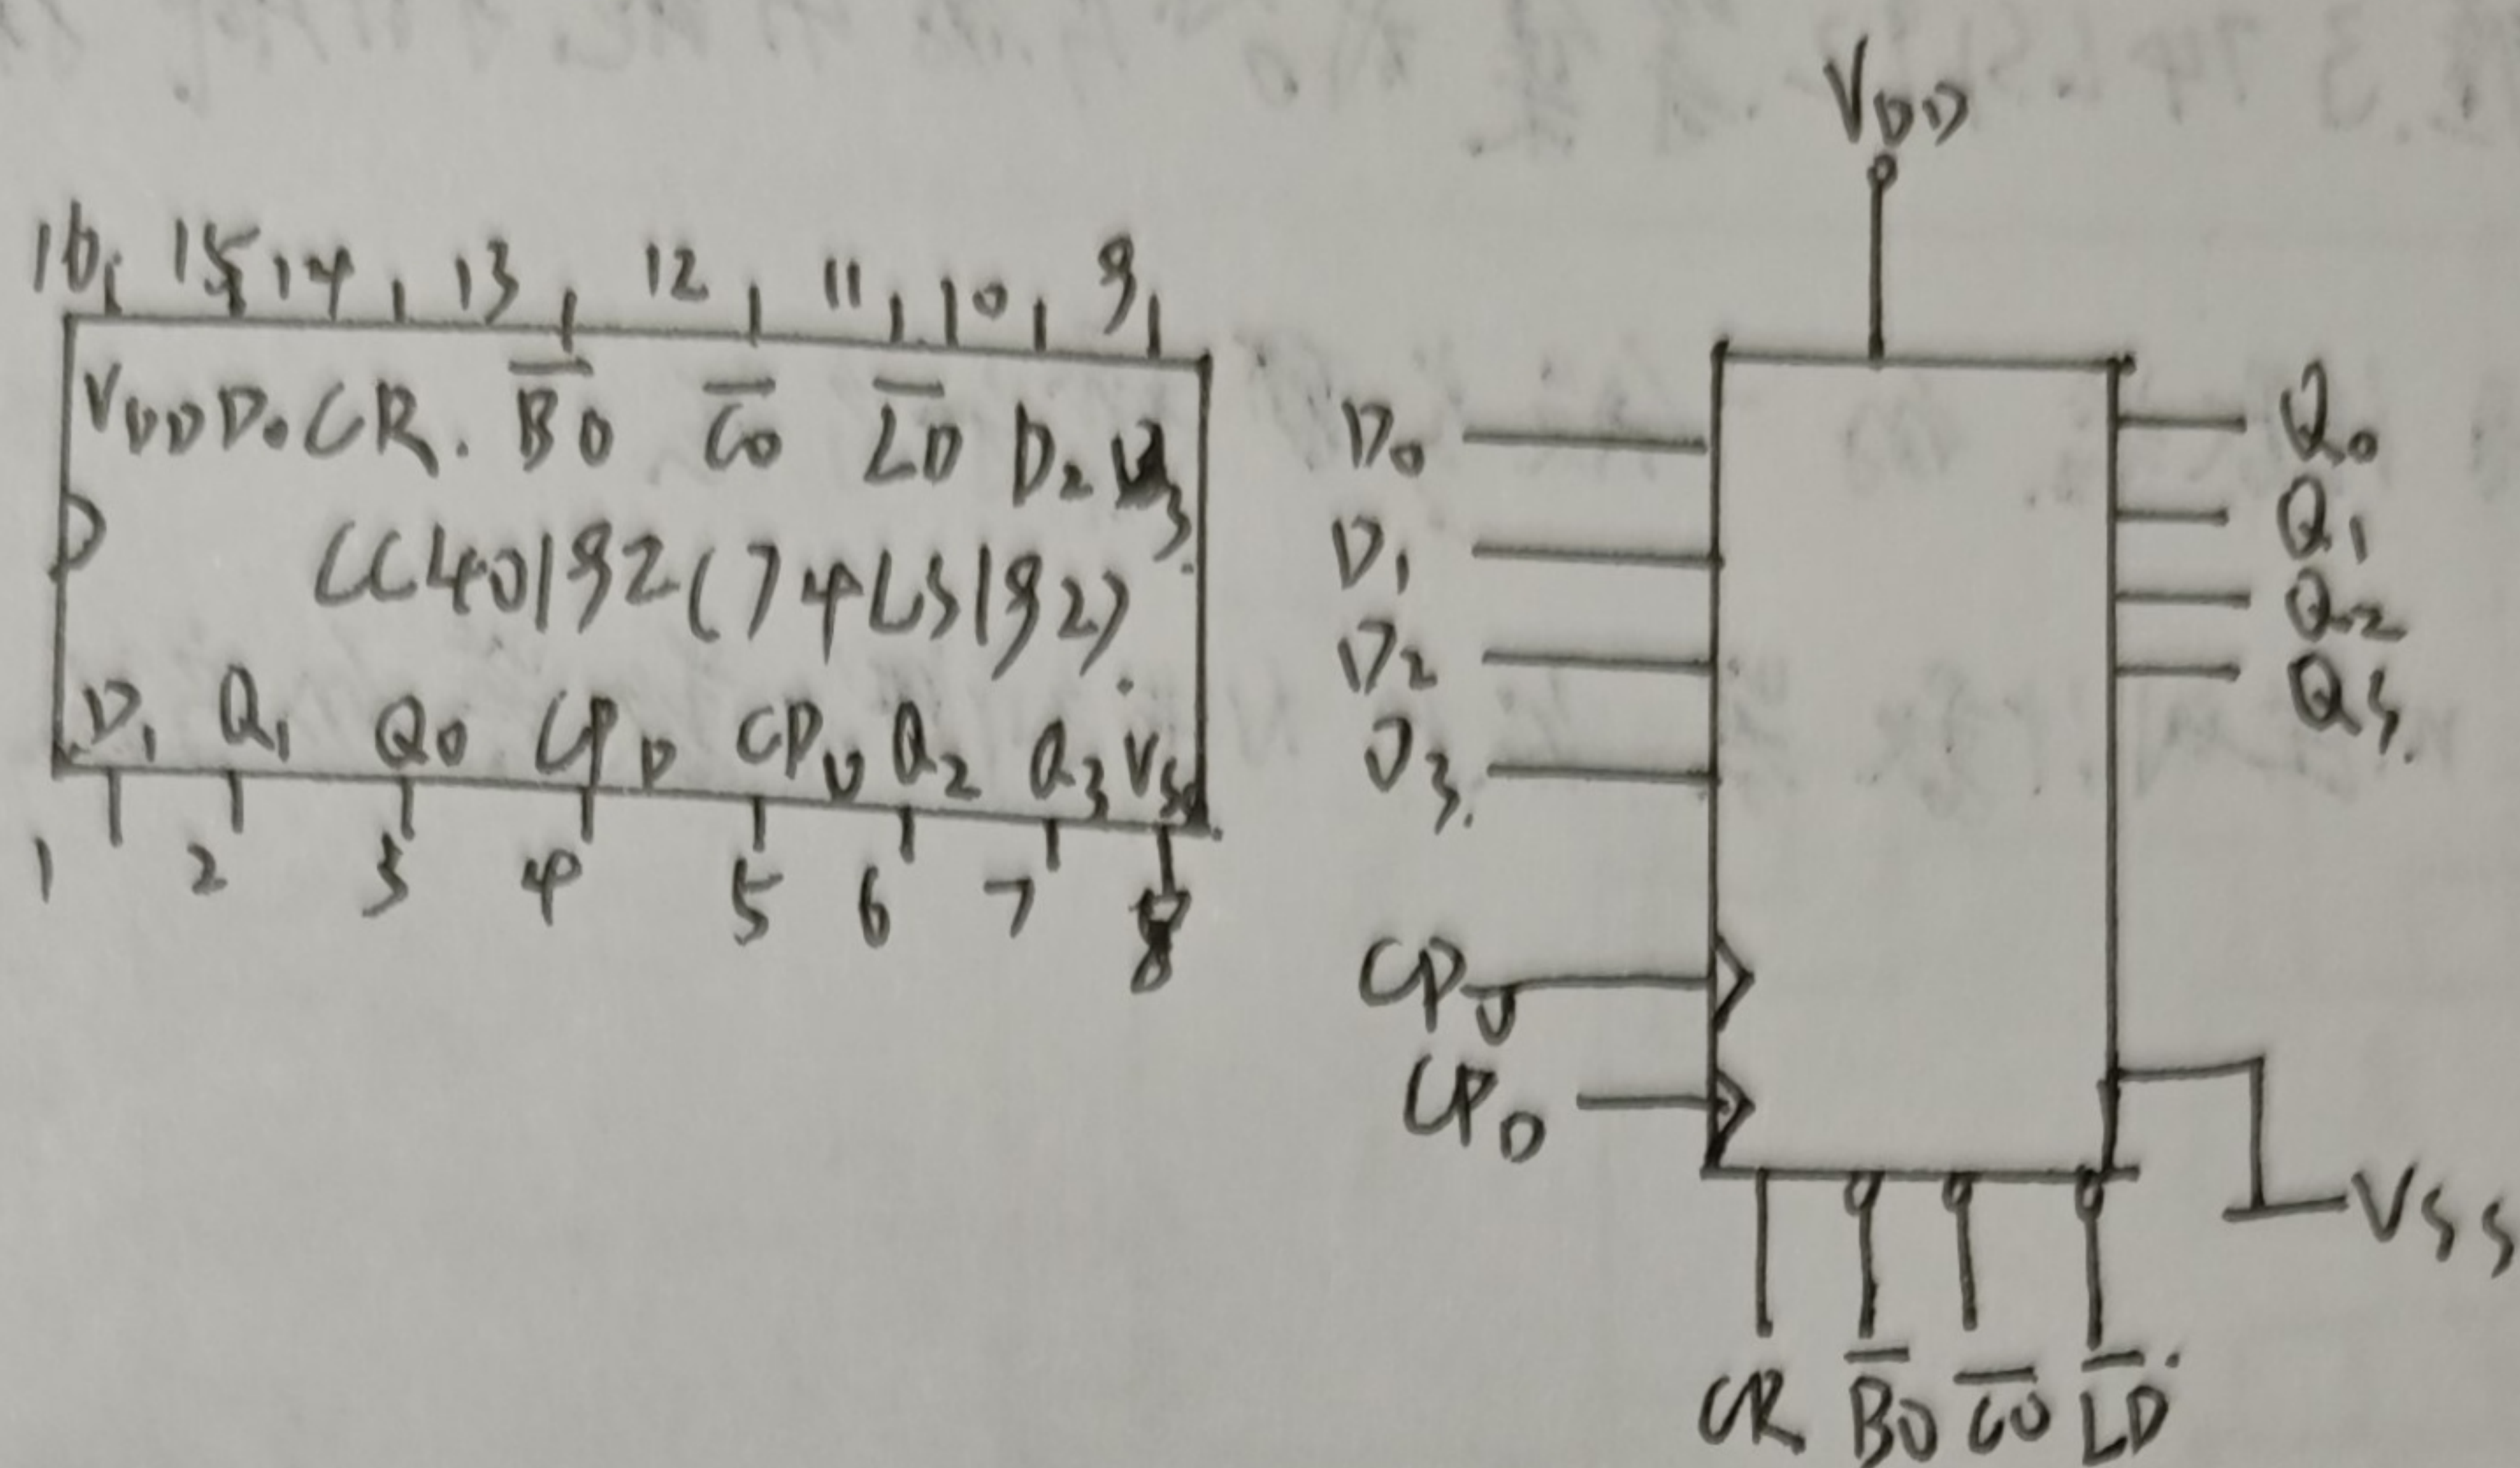 16 15 14 13 12 11 10 9
VDD D0 CR. B̅O̅ C̅O̅ L̅D̅ D2 D3
CC40192(74LS192).
D1 Q1 Q0 CPD CPU Q2 Q3 VSS
1 2 3 4 5 6 7 8
VDD
D0
D1
D2
D3.
CPU
CPD
Q0
Q1
Q2
Q3.
VSS
CR B̅O̅ C̅O̅ L̅D̅